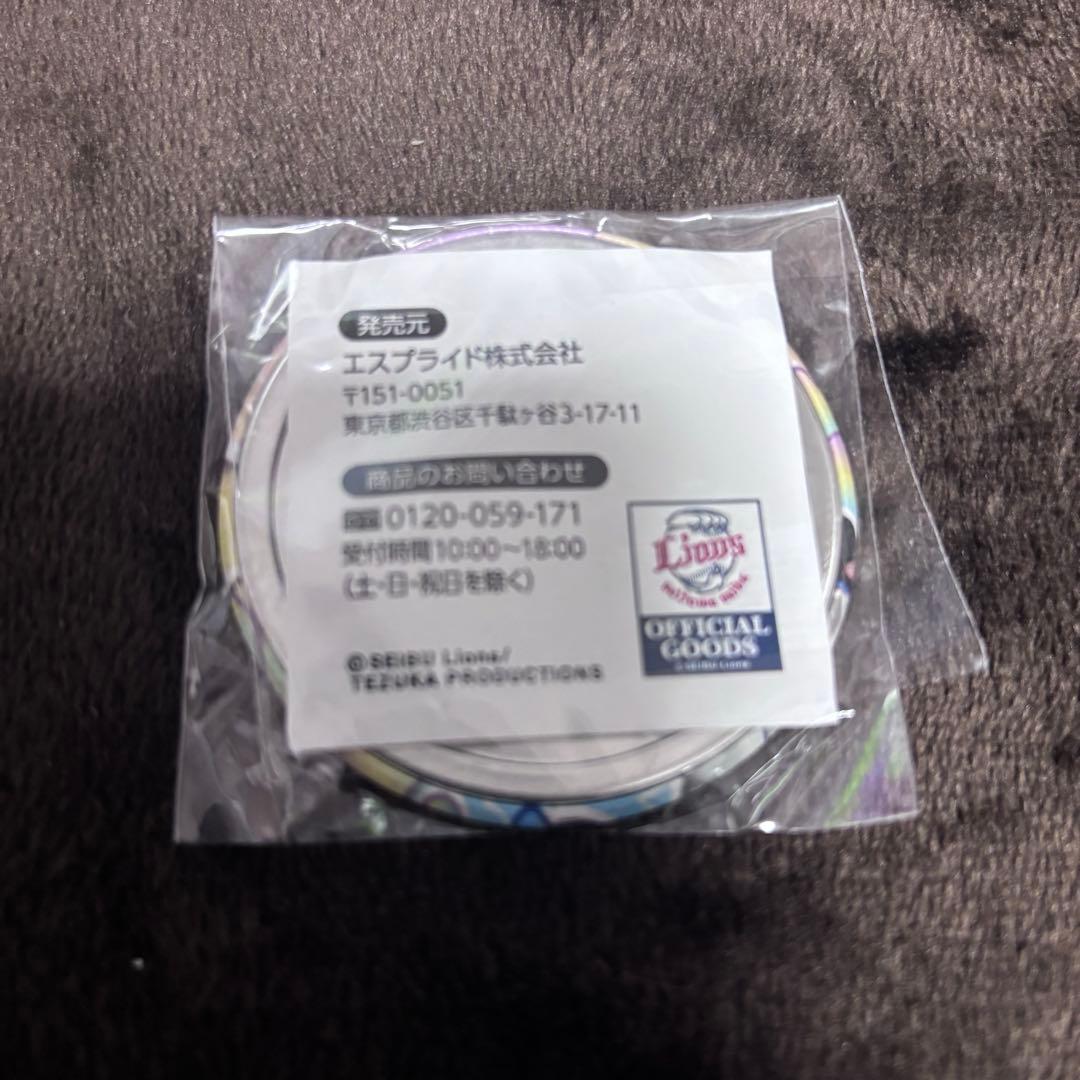 発売元
エスプライド株式会社
〒151-0051
東京都渋谷区千駄ヶ谷3-17-11
商品のお問い合わせ
0120-059-171
受付時間10:00〜18:00
(土・日・祝日を除く)
©SEIBU Lions/
TEZUKA PRODUCTIONS
Lions
OFFICIAL
GOODS
©SEIBU Lions